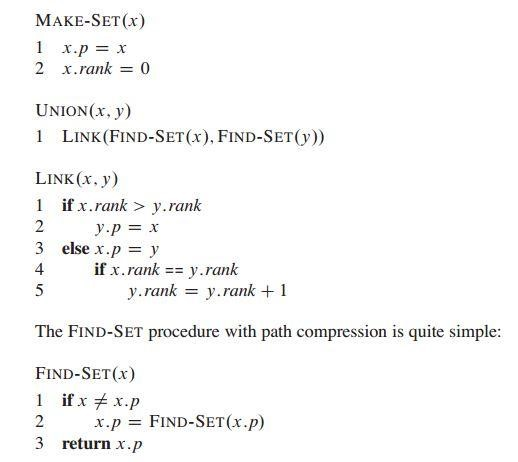 MAKE-SET(x)
1 x.p = x
2 x.rank = 0
UNION(x, y)
1 LINK(FIND-SET(x), FIND-SET(y))
LINK(x, y)
1 if x.rank > y.rank
2 y.p = x
3 else x.p = y
4 if x.rank == y.rank
5 y.rank = y.rank + 1
The FIND-SET procedure with path compression is quite simple:
FIND-SET(x)
1 if x ≠ x.p
2 x.p = FIND-SET(x.p)
3 return x.p